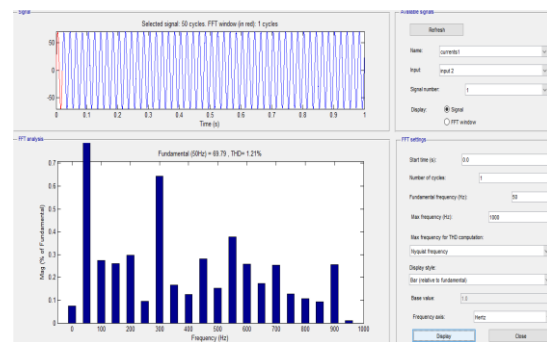 Signal
Selected signal: 50 cycles. FFT window (in red): 1 cycles
50
0
-50
0 0.1 0.2 0.3 0.4 0.5 0.6 0.7 0.8 0.9 1
Time (s)
FFT analysis
Fundamental (50Hz) = 69.79 , THD= 1.21%
0.7
0.6
0.5
0.4
0.3
0.2
0.1
0
Mag (% of Fundamental)
0 100 200 300 400 500 600 700 800 900 1000
Frequency (Hz)
Available signals
Refresh
Name:
currents1
Input:
input 2
Signal number:
1
Display:
Signal
FFT window
FFT settings
Start time (s):
0.0
Number of cycles:
1
Fundamental frequency (Hz):
50
Max frequency (Hz):
1000
Max frequency for THD computation:
Nyquist frequency
Display style:
Bar (relative to fundamental)
Base value:
1.0
Frequency axis:
Hertz
Display
Close